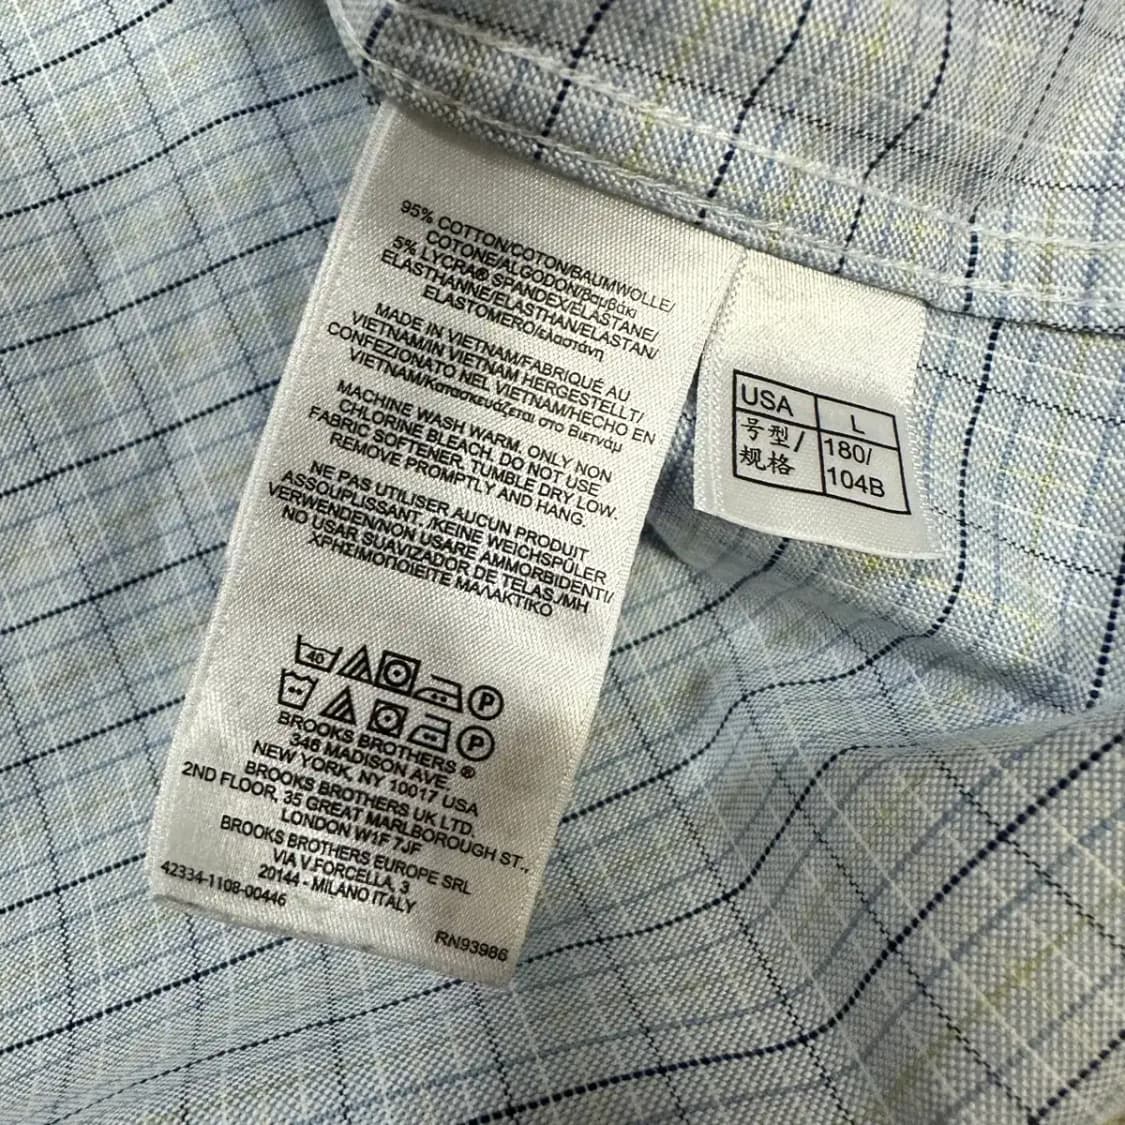 95% COTTON/COTON/BAUMWOLLE/
COTONE/ALGODON/Βαμβάκι
5% LYCRA® SPANDEX/ELASTANE/
ELASTHANNE/ELASTHAN/ELASTAN/
ELASTOMERO/ελαστάνη
MADE IN VIETNAM/FABRIQUÉ AU
VIETNAM/IN VIETNAM HERGESTELLT/
CONFEZIONATO NEL VIETNAM/HECHO EN
VIETNAM/Κατασκευάζεται στο Βιετνάμ
MACHINE WASH WARM, ONLY NON
CHLORINE BLEACH. DO NOT USE
FABRIC SOFTENER, TUMBLE DRY LOW.
REMOVE PROMPTLY AND HANG.
NE PAS UTILISER AUCUN PRODUIT
ASSOUPLISSANT. /KEINE WEICHSPÜLER
VERWENDEN/NON USARE AMMORBIDENTI/
NO USAR SUAVIZADOR DE TELAS./ΜΗ
ΧΡΗΣΙΜΟΠΟΙΕΙΤΕ ΜΑΛΑΚΤΙΚΟ
40 P
P
BROOKS BROTHERS ®
346 MADISON AVE.
NEW YORK, NY 10017 USA
BROOKS BROTHERS UK LTD.
2ND FLOOR, 35 GREAT MARLBOROUGH ST.,
LONDON W1F 7JF
BROOKS BROTHERS EUROPE SRL
VIA V.FORCELLA, 3
20144 - MILANO ITALY
42334-1108-00446
RN93986
USA L
号型/ 180/
规格 104B